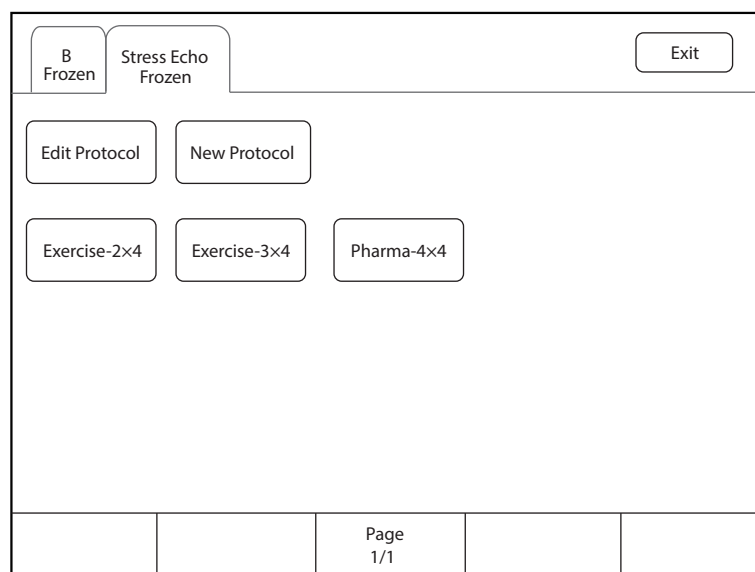 B
Frozen
Stress Echo
Frozen
Exit
Edit Protocol
New Protocol
Exercise-2×4
Exercise-3×4
Pharma-4×4
Page
1/1